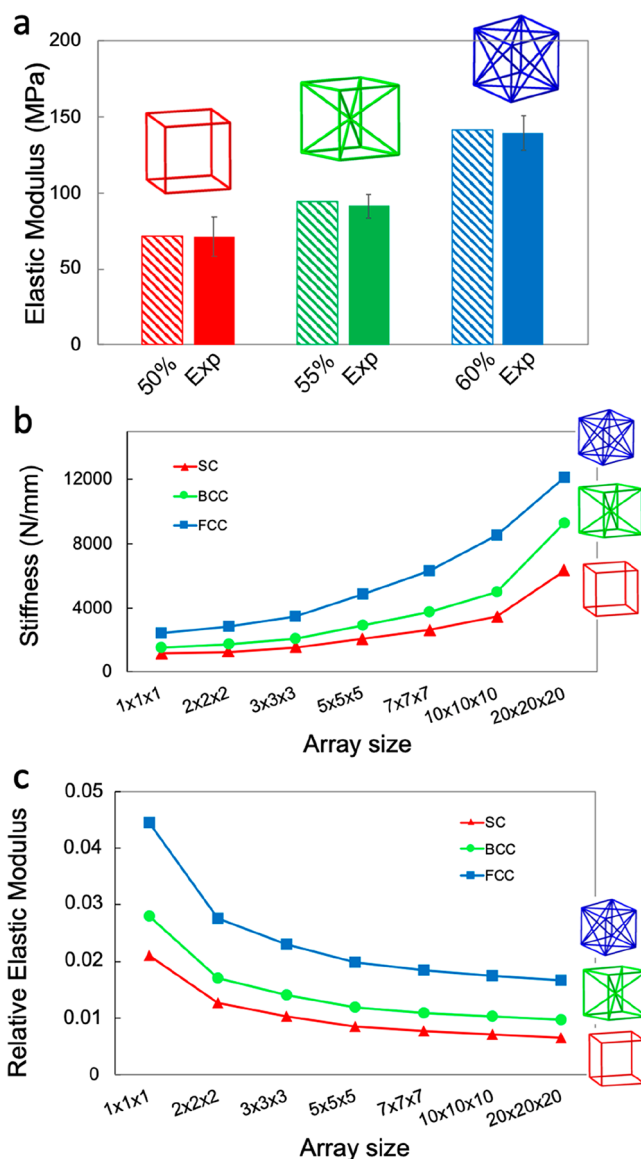 a
Elastic Modulus (MPa)
200
150
100
50
0
50%
Exp
55%
Exp
60%
Exp
b
Stiffness (N/mm)
12000
8000
4000
0
SC
BCC
FCC
1x1x1
2x2x2
3x3x3
5x5x5
7x7x7
10x10x10
20x20x20
Array size
c
Relative Elastic Modulus
0.05
0.04
0.03
0.02
0.01
0
SC
BCC
FCC
1x1x1
2x2x2
3x3x3
5x5x5
7x7x7
10x10x10
20x20x20
Array size